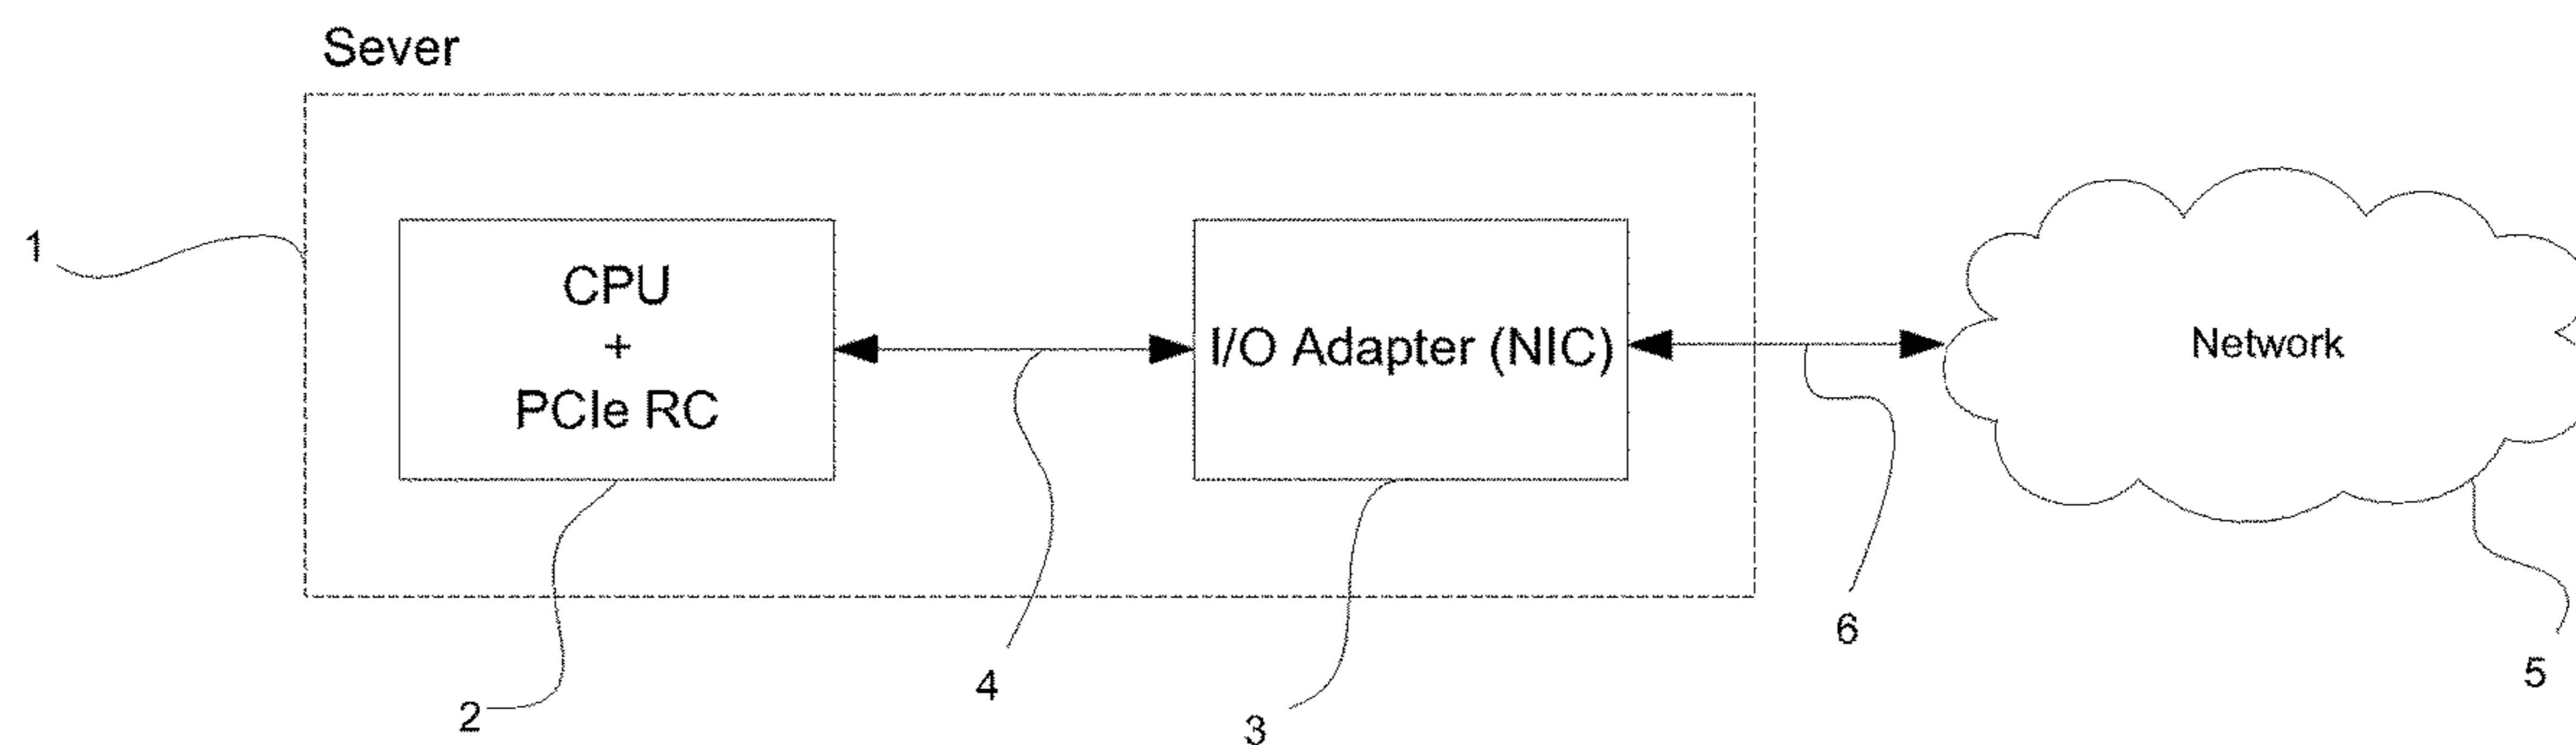 Sever
1
CPU
+
PCIe RC
I/O Adapter (NIC)
Network
2
4
3
6
5